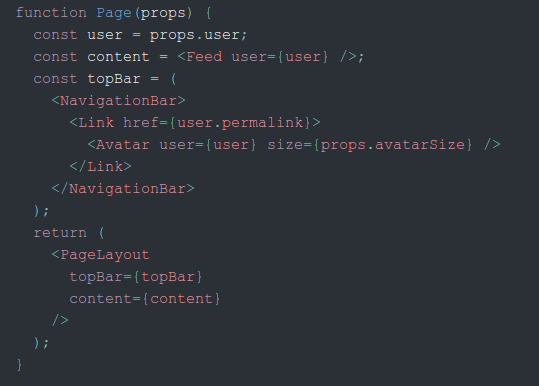 function Page(props) {
  const user = props.user;
  const content = <Feed user={user} />;
  const topBar = (
    <NavigationBar>
      <Link href={user.permalink}>
        <Avatar user={user} size={props.avatarSize} />
      </Link>
    </NavigationBar>
  );
  return (
    <PageLayout
      topBar={topBar}
      content={content}
    />
  );
}